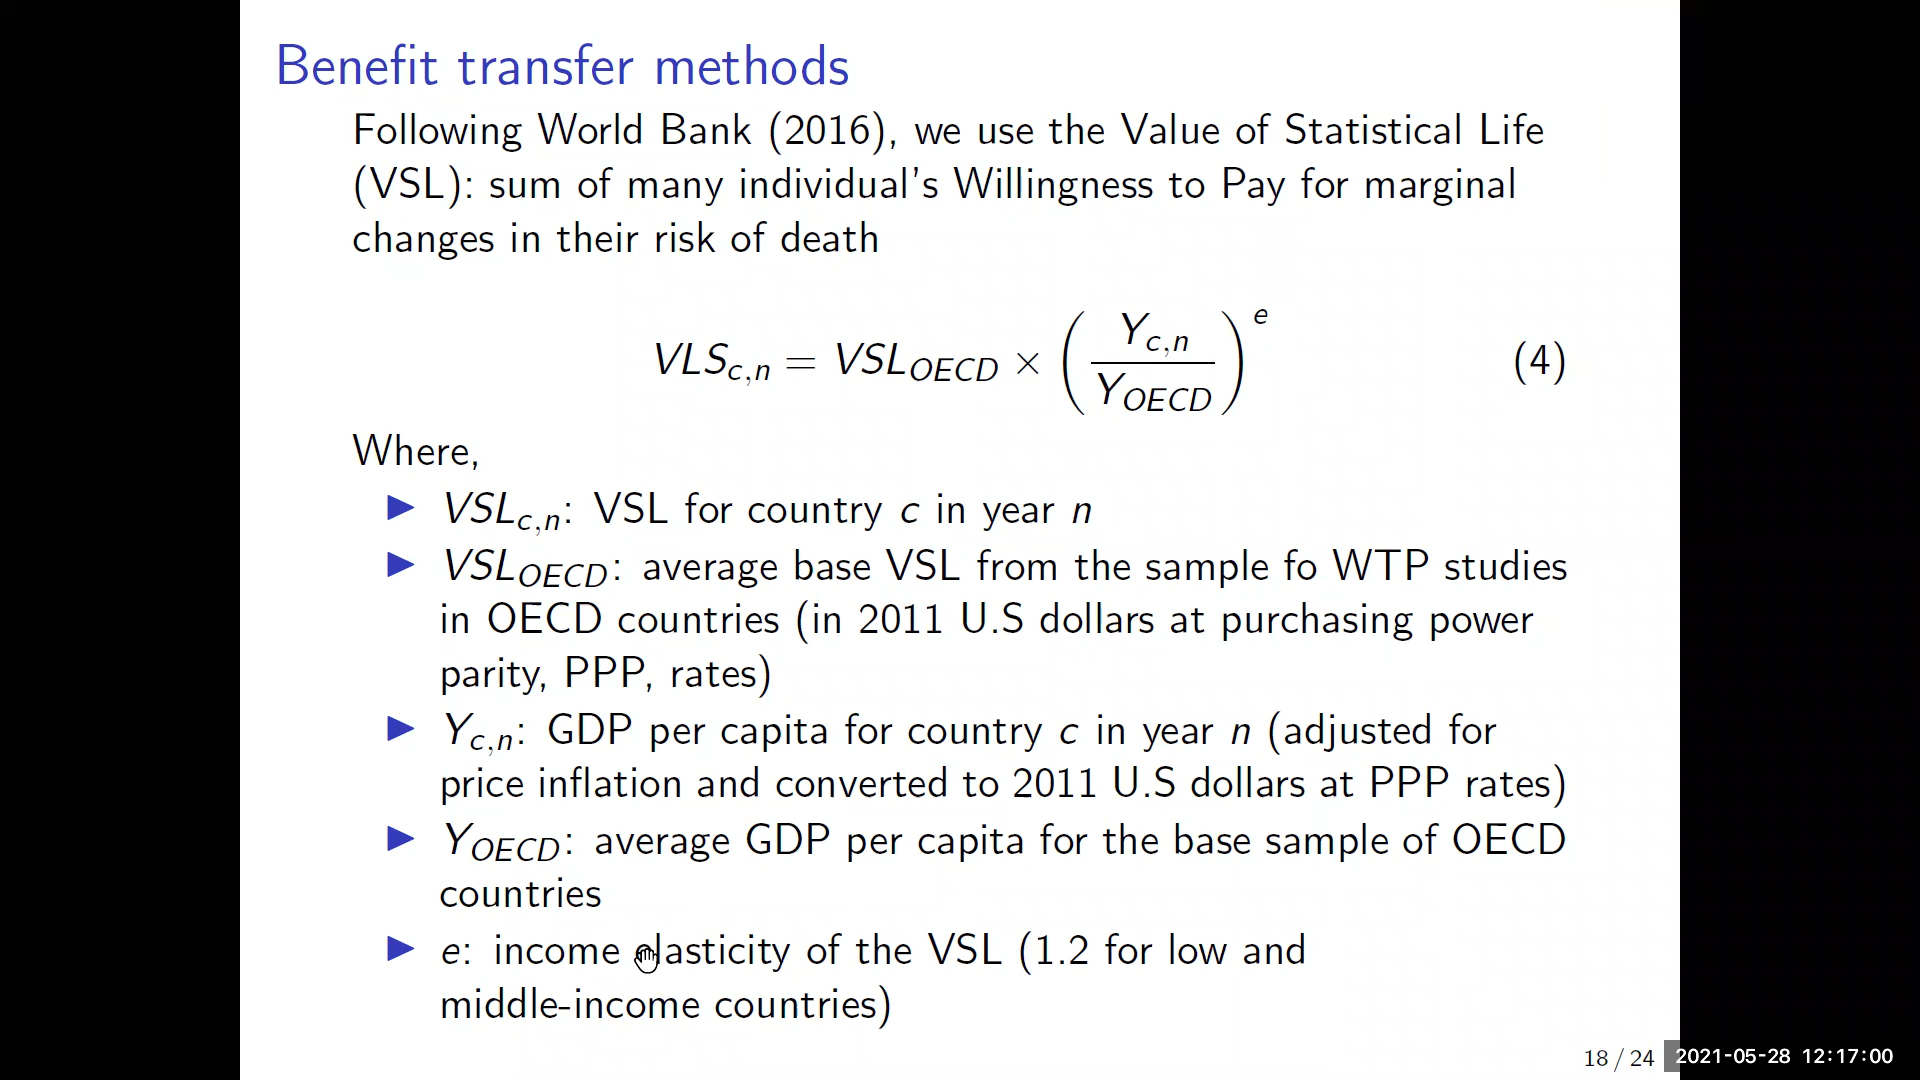 Benefit transfer methods
Following World Bank (2016), we use the Value of Statistical Life
(VSL): sum of many individual's Willingness to Pay for marginal
changes in their risk of death
VLS_{c,n} = VSL_{OECD} × (Y_{c,n} / Y_{OECD})^e (4)
Where,
▶ VSL_{c,n}: VSL for country c in year n
▶ VSL_{OECD}: average base VSL from the sample fo WTP studies
in OECD countries (in 2011 U.S dollars at purchasing power
parity, PPP, rates)
▶ Y_{c,n}: GDP per capita for country c in year n (adjusted for
price inflation and converted to 2011 U.S dollars at PPP rates)
▶ Y_{OECD}: average GDP per capita for the base sample of OECD
countries
▶ e: income elasticity of the VSL (1.2 for low and
middle-income countries)
18 / 24
2021-05-28 12:17:00